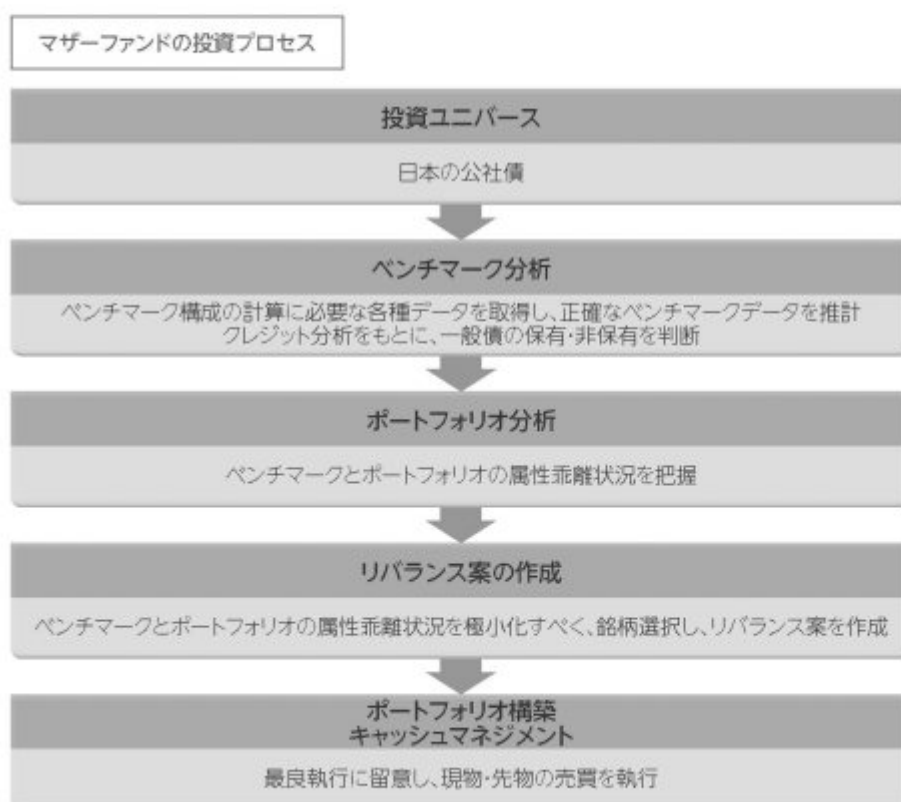 マザーファンドの投資プロセス
投資ユニバース
日本の公社債
ベンチマーク分析
ベンチマーク構成の計算に必要な各種データを取得し、正確なベンチマークデータを推計
クレジット分析をもとに、一般債の保有・非保有を判断
ポートフォリオ分析
ベンチマークとポートフォリオの属性乖離状況を把握
リバランス案の作成
ベンチマークとポートフォリオの属性乖離状況を極小化すべく、銘柄選択し、リバランス案を作成
ポートフォリオ構築
キャッシュマネジメント
最良執行に留意し、現物・先物の売買を執行